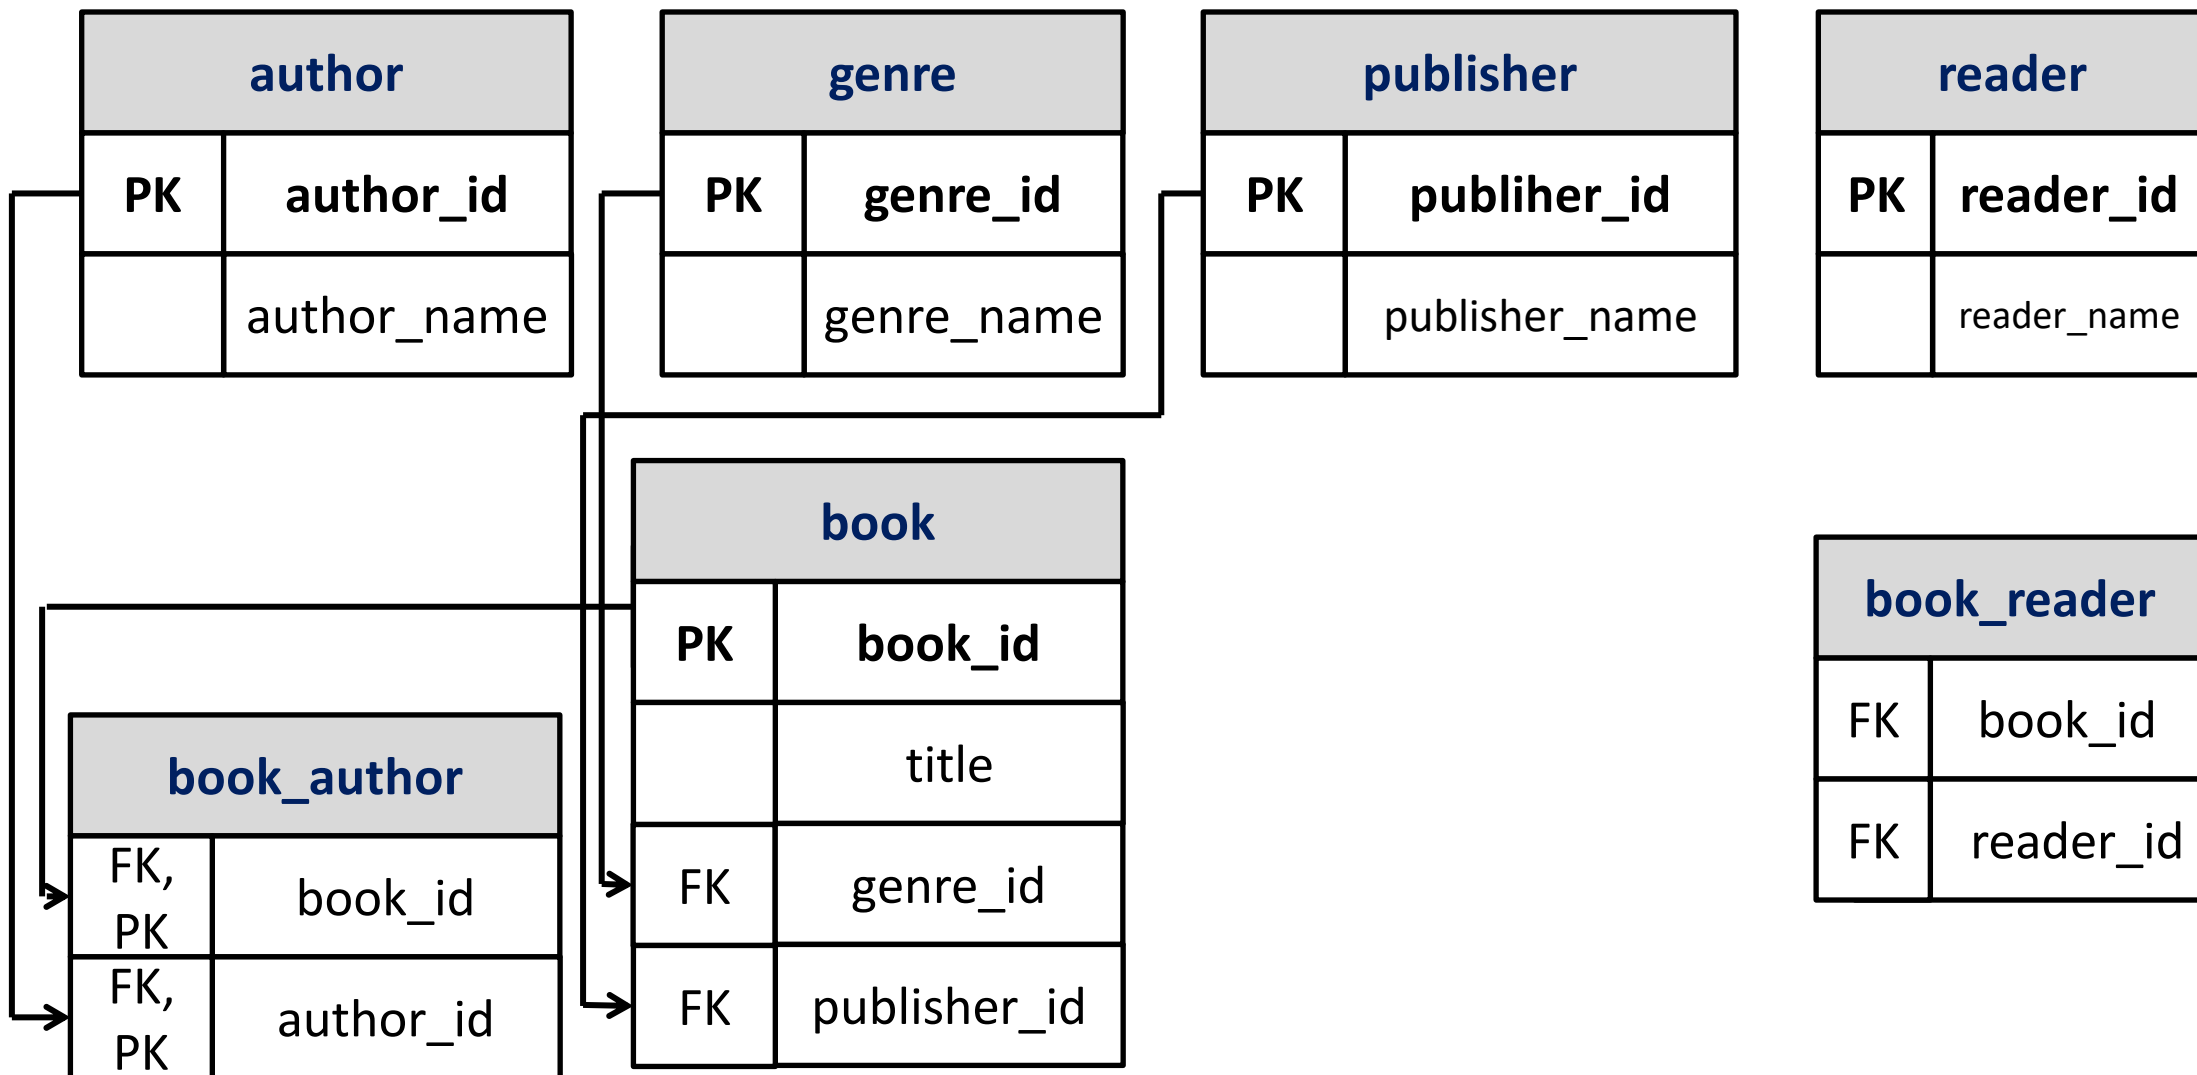 author
PK author_id
author_name
genre
PK genre_id
genre_name
publisher
PK publiher_id
publisher_name
reader
PK reader_id
reader_name
book
PK book_id
title
FK genre_id
FK publisher_id
book_author
FK,
PK
book_id
FK,
PK
author_id
book_reader
FK book_id
FK reader_id